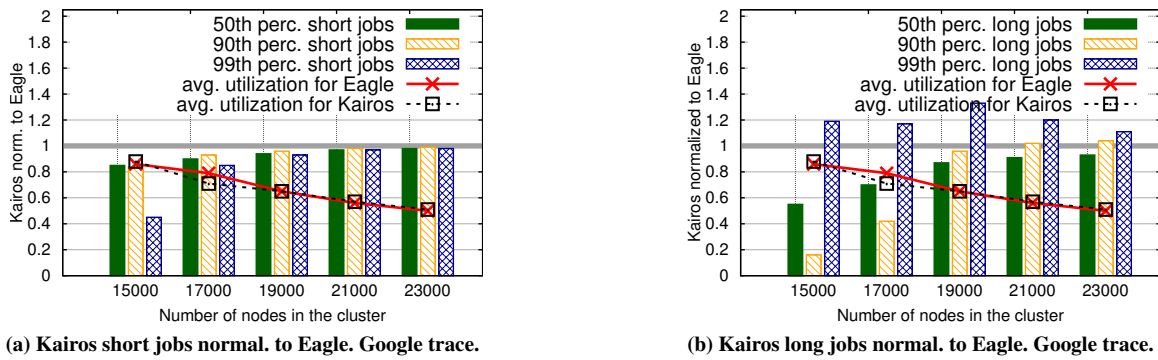 2
1.8
1.6
1.4
1.2
1
0.8
0.6
0.4
0.2
0
Kairos norm. to Eagle
50th perc. short jobs
90th perc. short jobs
99th perc. short jobs
avg. utilization for Eagle
avg. utilization for Kairos
15000 17000 19000 21000 23000
Number of nodes in the cluster
(a) Kairos short jobs normal. to Eagle. Google trace.
2
1.8
1.6
1.4
1.2
1
0.8
0.6
0.4
0.2
0
Kairos normalized to Eagle
50th perc. long jobs
90th perc. long jobs
99th perc. long jobs
avg. utilization for Eagle
avg. utilization for Kairos
15000 17000 19000 21000 23000
Number of nodes in the cluster
(b) Kairos long jobs normal. to Eagle. Google trace.